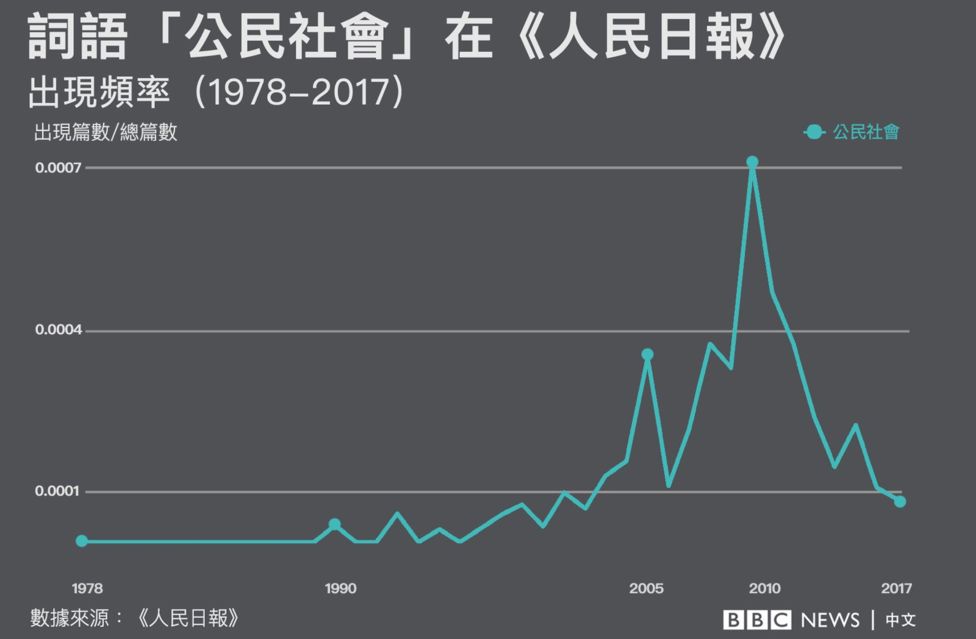 詞語「公民社會」在《人民日報》
出現頻率（1978–2017）
出現篇數/總篇數
公民社會
0.0007
0.0004
0.0001
1978 1990 2005 2010 2017
數據來源：《人民日報》
BBC NEWS | 中文